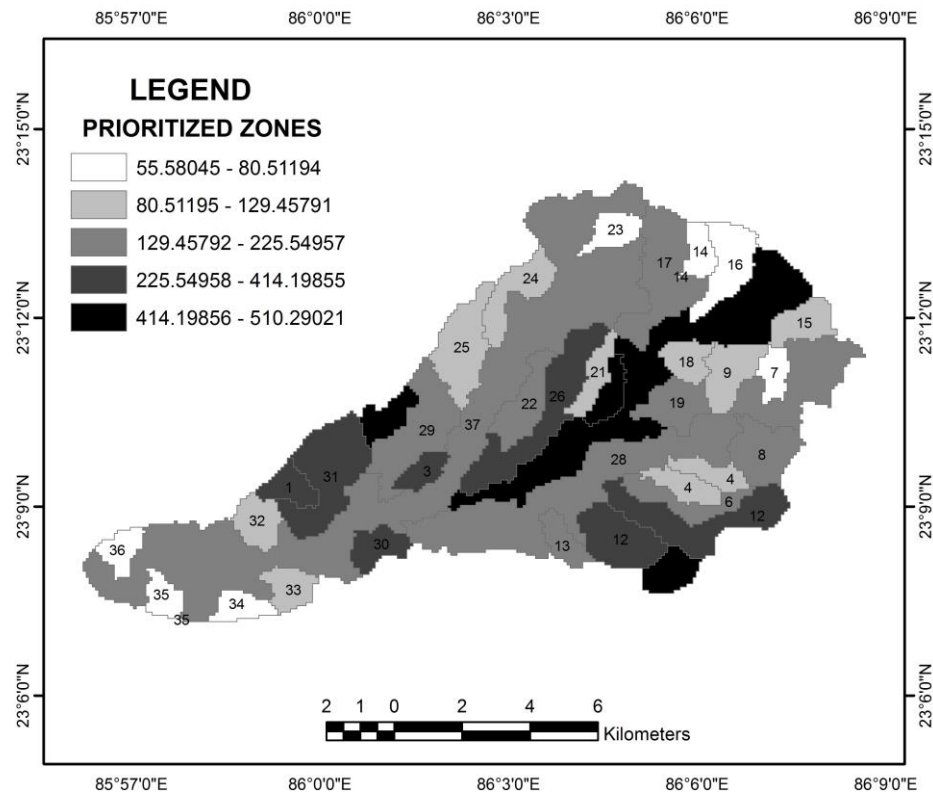 85°57'0"E 86°0'0"E 86°3'0"E 86°6'0"E 86°9'0"E
LEGEND
PRIORITIZED ZONES
55.58045 - 80.51194
80.51195 - 129.45791
129.45792 - 225.54957
225.54958 - 414.19855
414.19856 - 510.29021
23°15'0"N 23°15'0"N
23°12'0"N 23°12'0"N
23°9'0"N 23°9'0"N
23°6'0"N 23°6'0"N
23
14
17
16
14
24
15
25
21
18
9
7
26
22
19
37
29
8
28
31
3
4
1
4
6
12
32
30
13
12
36
33
35
34
35
2 1 0 2 4 6
Kilometers
85°57'0"E 86°0'0"E 86°3'0"E 86°6'0"E 86°9'0"E